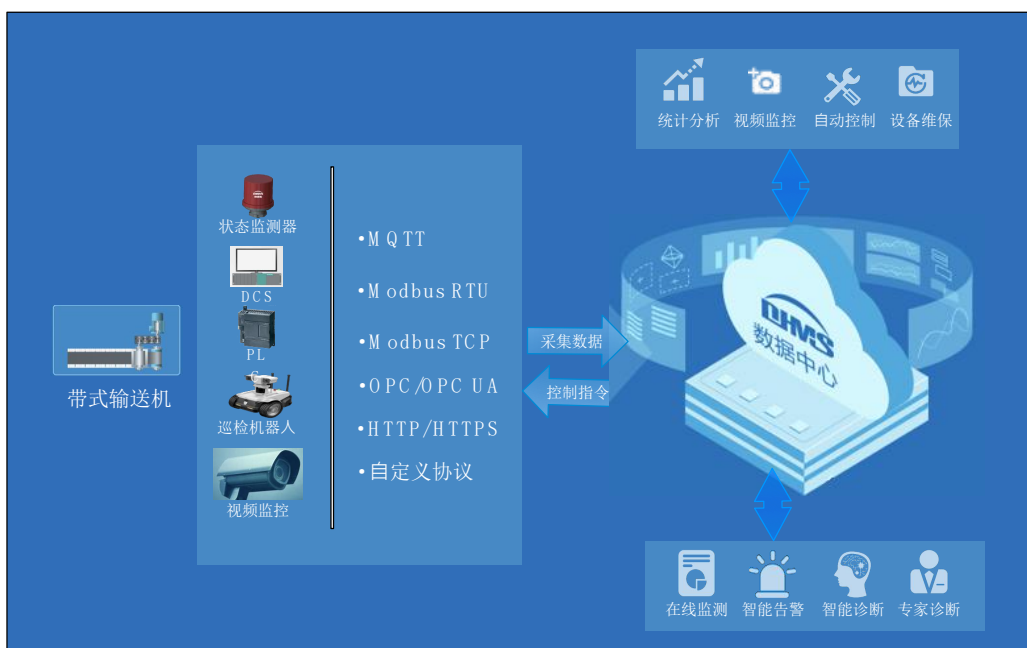 统计分析 视频监控 自动控制 设备维保
状态监测器
DCS
PL
C
巡检机器人
视频监控
带式输送机
•MQTT
•Modbus RTU
•Modbus TCP
•OPC/OPC UA
•HTTP/HTTPS
•自定义协议
采集数据
控制指令
DHMS
数据中心
在线监测 智能告警 智能诊断 专家诊断